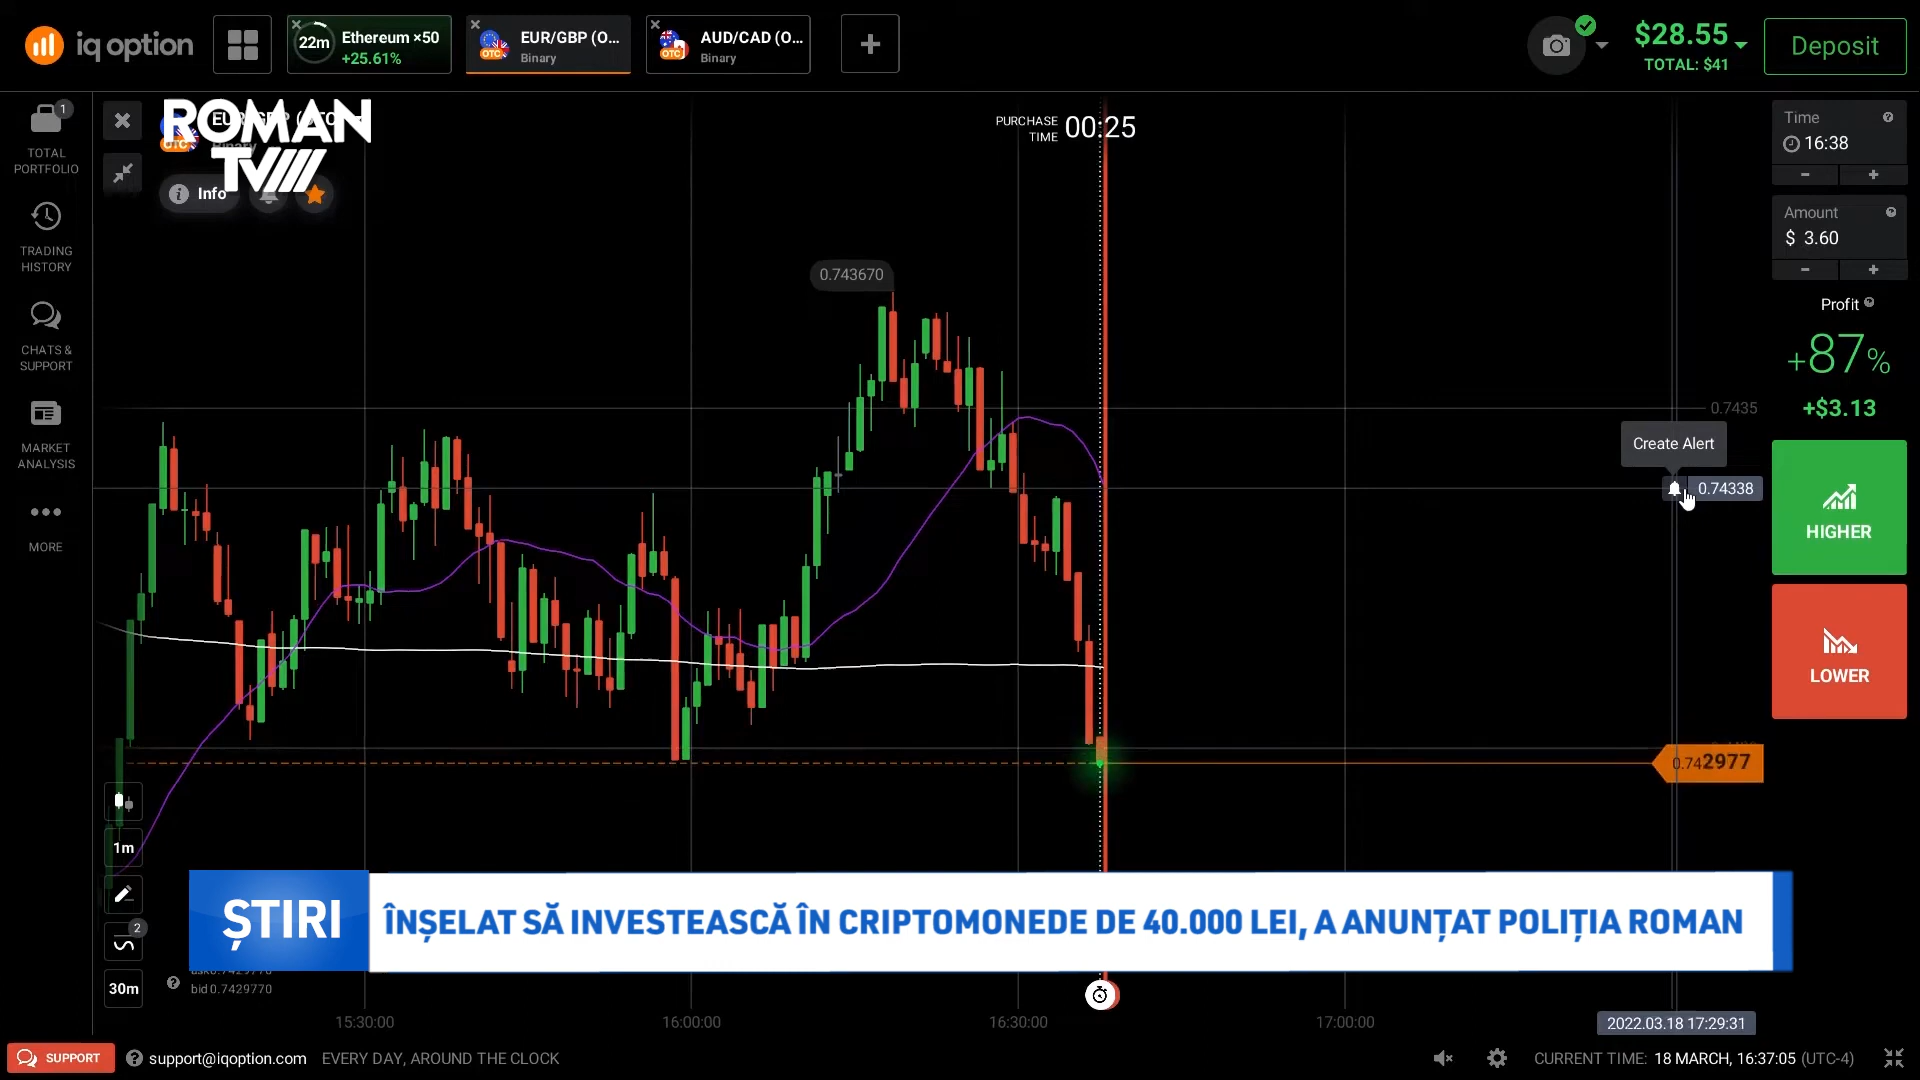 iq option
22m
Ethereum ×50
+25.61%
OTC
EUR/GBP (O...
Binary
OTC
AUD/CAD (O...
Binary
$28.55
TOTAL: $41
Deposit
1
TOTAL
PORTFOLIO
ROMAN
TV
Info
PURCHASE
TIME
00:25
Time
16:38
Amount
$ 3.60
Profit
+87%
+$3.13
TRADING
HISTORY
CHATS &
SUPPORT
MARKET
ANALYSIS
MORE
0.743670
0.7435
Create Alert
0.74338
HIGHER
LOWER
0.742977
1m
2
30m
ȘTIRI
ÎNȘELAT SĂ INVESTEASCĂ ÎN CRIPTOMONEDE DE 40.000 LEI, A ANUNȚAT POLIȚIA ROMAN
bid 0.7429770
15:30:00
16:00:00
16:30:00
17:00:00
2022.03.18 17:29:31
SUPPORT
support@iqoption.com
EVERY DAY, AROUND THE CLOCK
CURRENT TIME: 18 MARCH, 16:37:05 (UTC-4)